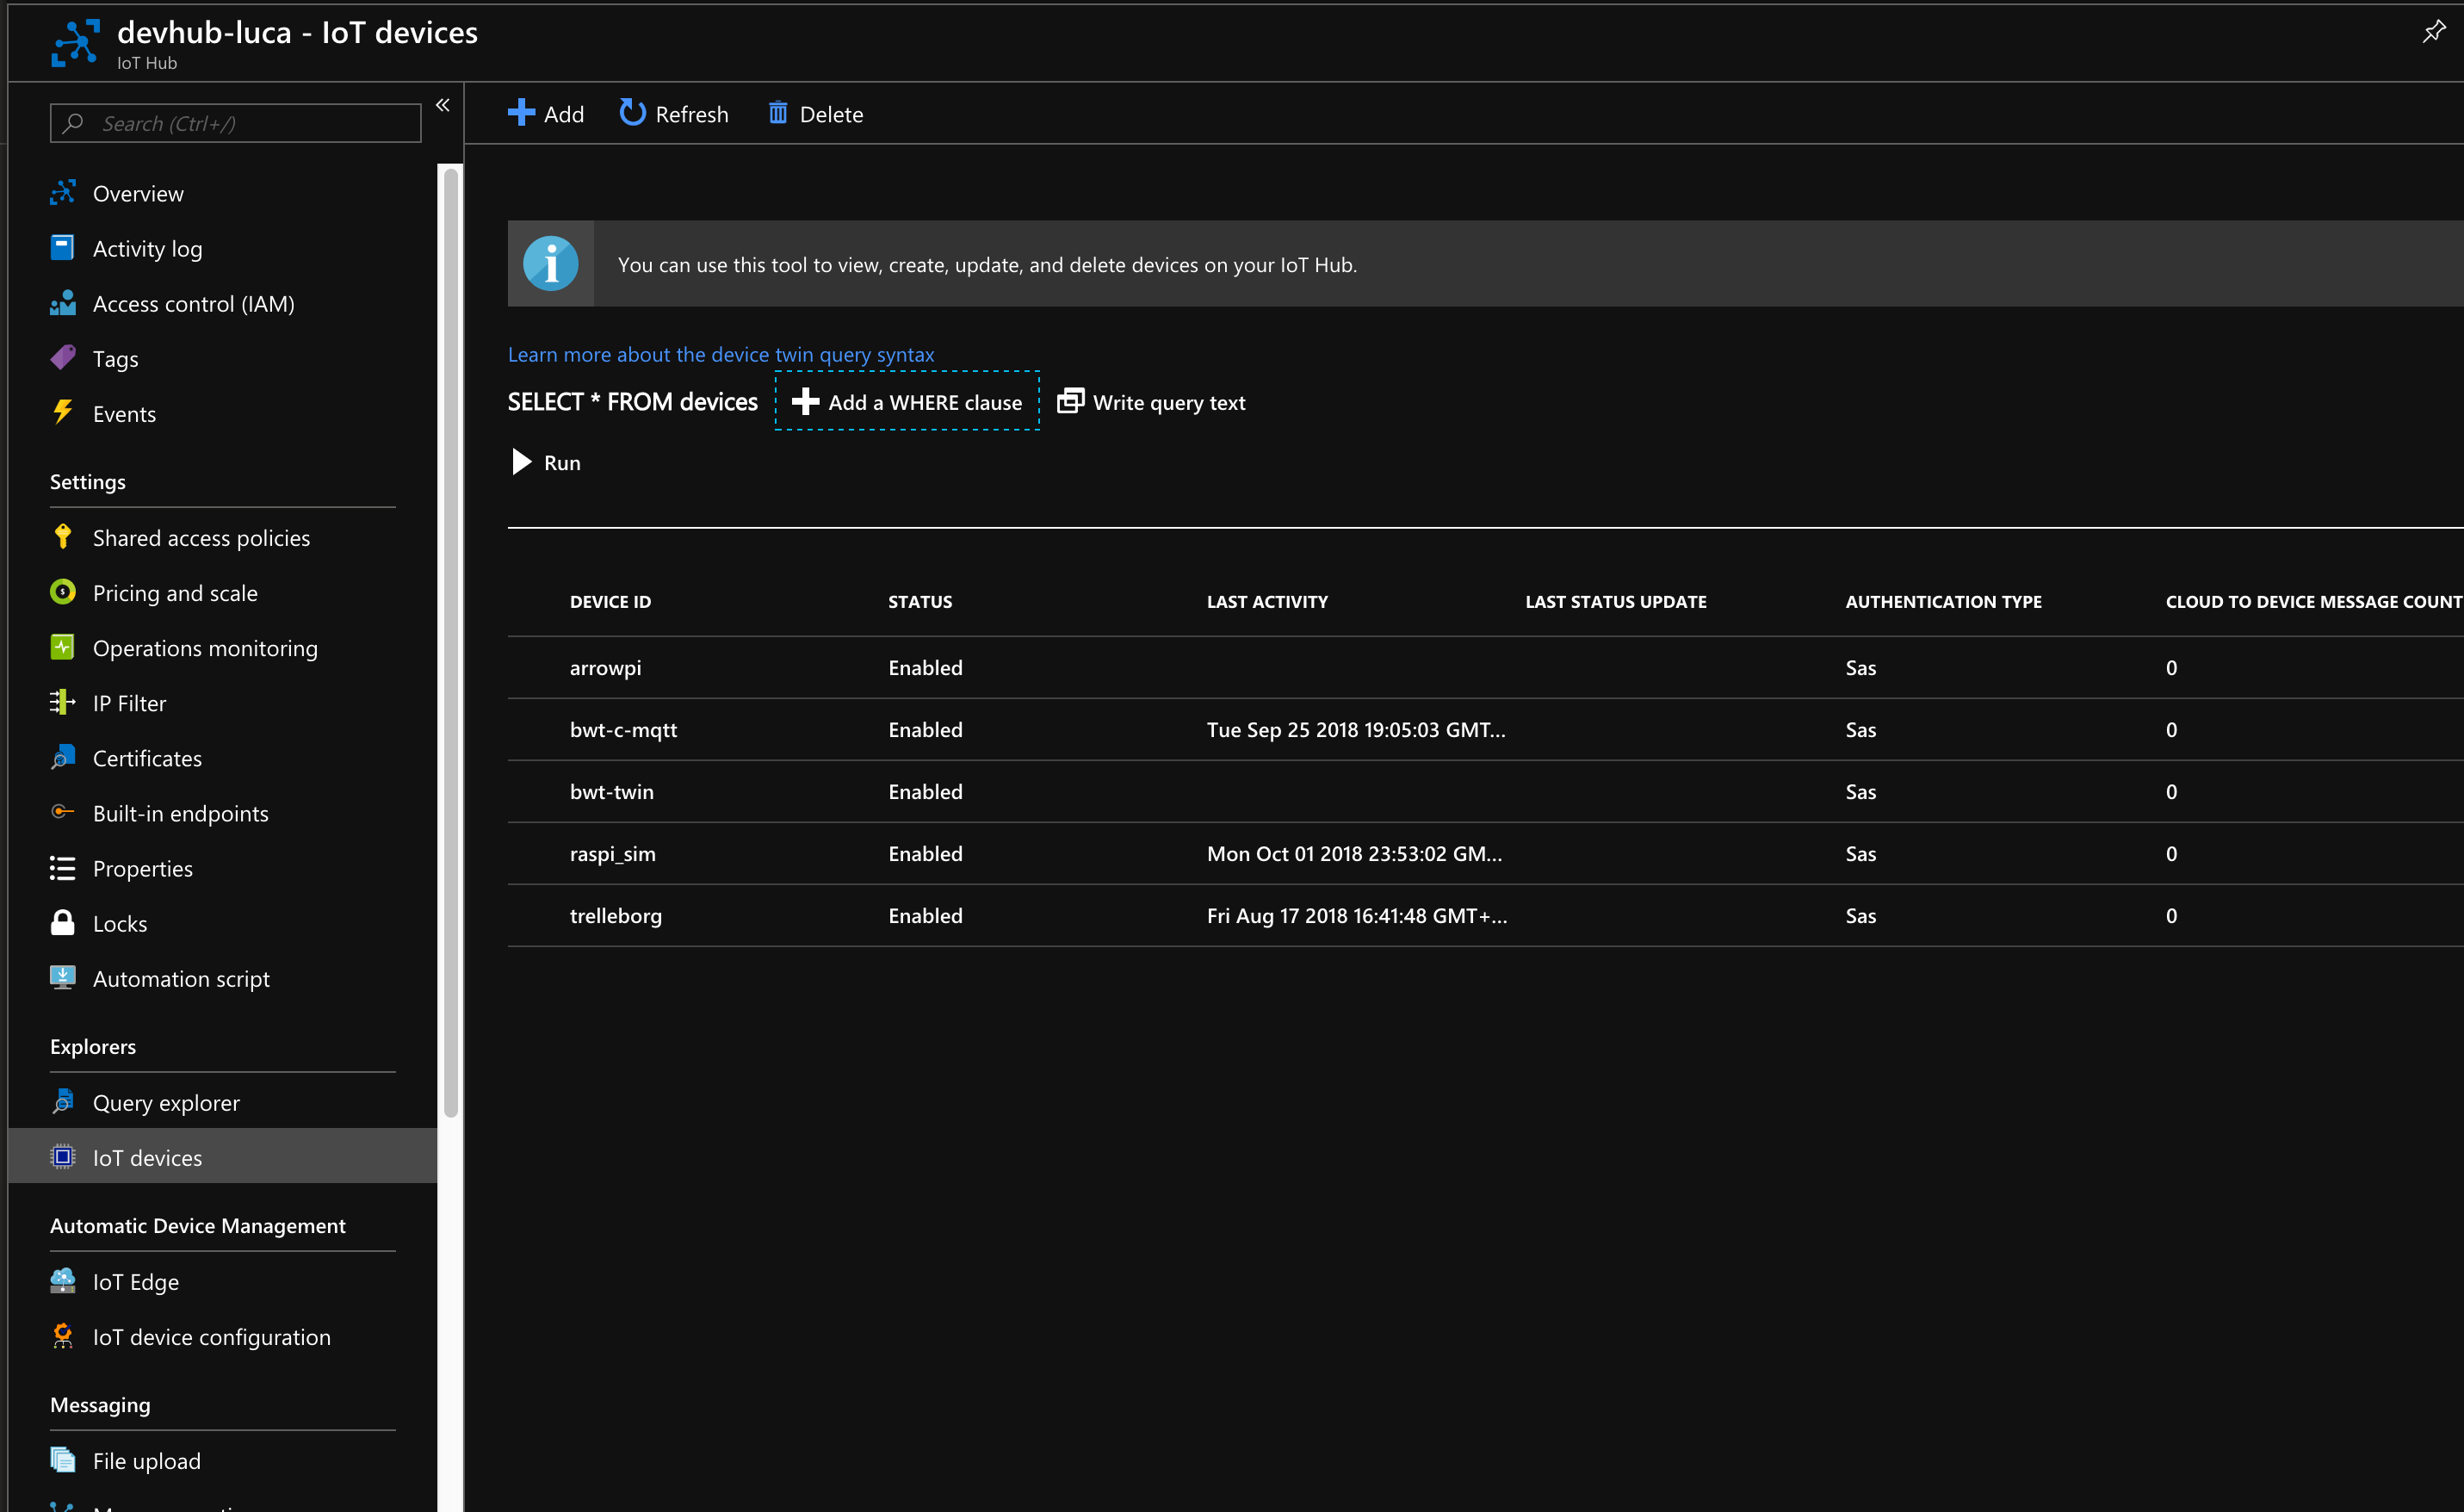 devhub-luca - IoT devices
IoT Hub
Search (Ctrl+/)
Overview
Activity log
Access control (IAM)
Tags
Events
Settings
Shared access policies
Pricing and scale
Operations monitoring
IP Filter
Certificates
Built-in endpoints
Properties
Locks
Automation script
Explorers
Query explorer
IoT devices
Automatic Device Management
IoT Edge
IoT device configuration
Messaging
File upload
Add Refresh Delete
You can use this tool to view, create, update, and delete devices on your IoT Hub.
Learn more about the device twin query syntax
SELECT * FROM devices Add a WHERE clause Write query text
Run
DEVICE ID STATUS LAST ACTIVITY LAST STATUS UPDATE AUTHENTICATION TYPE CLOUD TO DEVICE MESSAGE COUNT
arrowpi Enabled Sas 0
bwt-c-mqtt Enabled Tue Sep 25 2018 19:05:03 GMT... Sas 0
bwt-twin Enabled Sas 0
raspi_sim Enabled Mon Oct 01 2018 23:53:02 GM... Sas 0
trelleborg Enabled Fri Aug 17 2018 16:41:48 GMT+... Sas 0